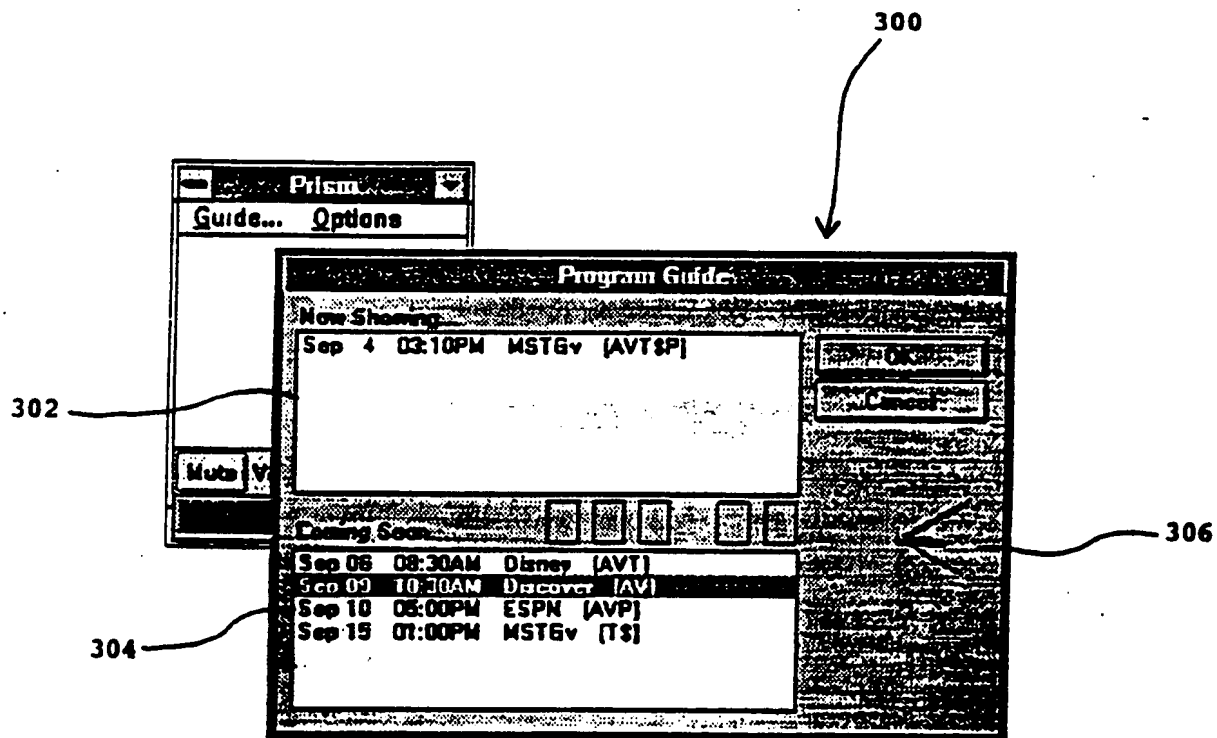 300
Prism
Guide... Options
Program Guide
Now Showing...
Sep 4 03:10PM MSTGv [AVT$P]
OK
Cancel
302
Mute
Coming Soon...
306
Sep 08 08:30AM Disney [AVT]
Sep 09 10:30AM Discover [AV]
Sep 10 05:00PM ESPN [AVP]
Sep 15 01:00PM MSTGv [T$]
304